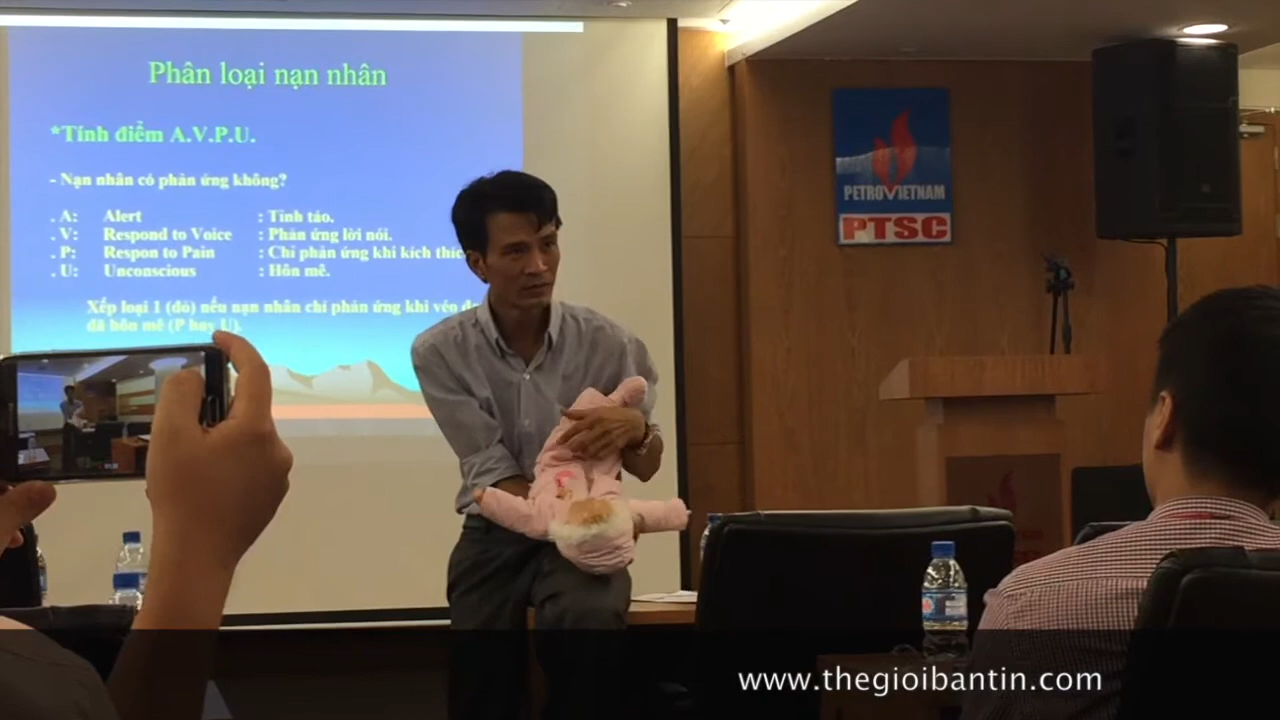 Phân loại nạn nhân
*Tính điểm A.V.P.U.
- Nạn nhân có phản ứng không?
. A: Alert : Tỉnh táo.
. V: Respond to Voice : Phản ứng lời nói.
. P: Respon to Pain : Chỉ phản ứng khi kích thíc
. U: Unconscious : Hôn mê.
Xếp loại 1 (đỏ) nếu nạn nhân chỉ phản ứng khi véo
đã hôn mê (P hay U).
PETROVIETNAM
PTSC
www.thegioibantin.com